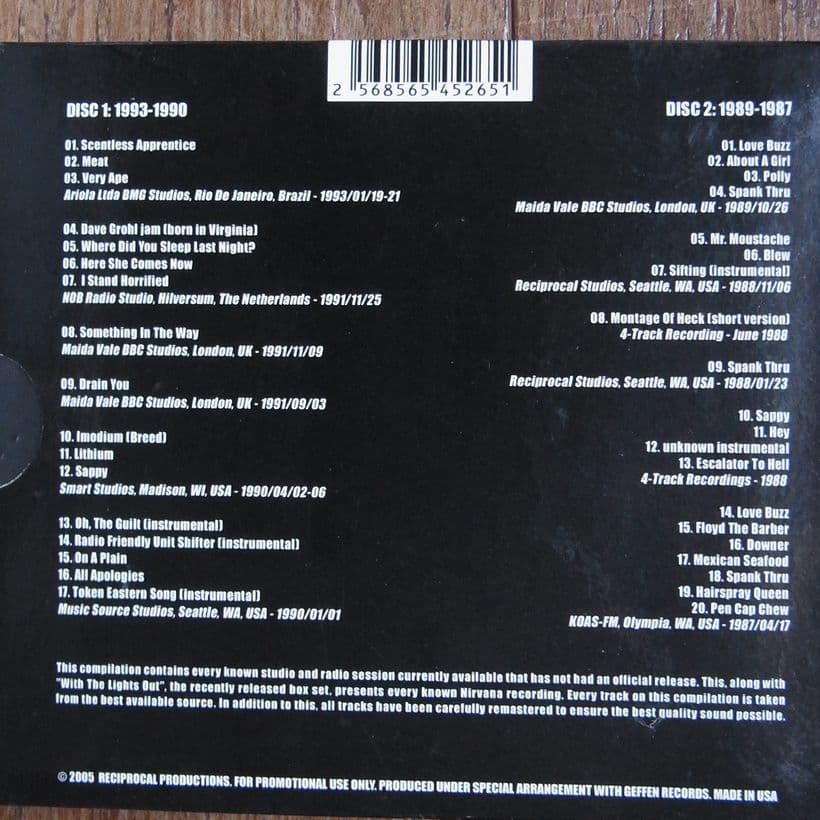 2 568565 452651
DISC 1: 1993-1990
01. Scentless Apprentice
02. Meat
03. Very Ape
Ariola Ltda DMG Studios, Rio De Janeiro, Brazil - 1993/01/19-21
04. Dave Grohl jam (born in Virginia)
05. Where Did You Sleep Last Night?
06. Here She Comes Now
07. I Stand Horrified
NOB Radio Studio, Hilversum, The Netherlands - 1991/11/25
08. Something In The Way
Maida Vale BBC Studios, London, UK - 1991/11/09
09. Drain You
Maida Vale BBC Studios, London, UK - 1991/09/03
10. Imodium (Breed)
11. Lithium
12. Sappy
Smart Studios, Madison, WI, USA - 1990/04/02-06
13. Oh, The Guilt (instrumental)
14. Radio Friendly Unit Shifter (instrumental)
15. On A Plain
16. All Apologies
17. Token Eastern Song (instrumental)
Music Source Studios, Seattle, WA, USA - 1990/01/01
DISC 2: 1989-1987
01. Love Buzz
02. About A Girl
03. Polly
04. Spank Thru
Maida Vale BBC Studios, London, UK - 1989/10/26
05. Mr. Moustache
06. Blew
07. Sifting (instrumental)
Reciprocal Studios, Seattle, WA, USA - 1988/11/06
08. Montage Of Heck (short version)
4-Track Recording - June 1988
09. Spank Thru
Reciprocal Studios, Seattle, WA, USA - 1988/01/23
10. Sappy
11. Hey
12. unknown instrumental
13. Escalator To Hell
4-Track Recordings - 1988
14. Love Buzz
15. Floyd The Barber
16. Downer
17. Mexican Seafood
18. Spank Thru
19. Hairspray Queen
20. Pen Cap Chew
KOAS-FM, Olympia, WA, USA - 1987/04/17
This compilation contains every known studio and radio session currently available that has not had an official release. This, along with
"With The Lights Out", the recently released box set, presents every known Nirvana recording. Every track on this compilation is taken
from the best available source. In addition to this, all tracks have been carefully remastered to ensure the best quality sound possible.
© 2005 RECIPROCAL PRODUCTIONS. FOR PROMOTIONAL USE ONLY. PRODUCED UNDER SPECIAL ARRANGEMENT WITH GEFFEN RECORDS. MADE IN USA